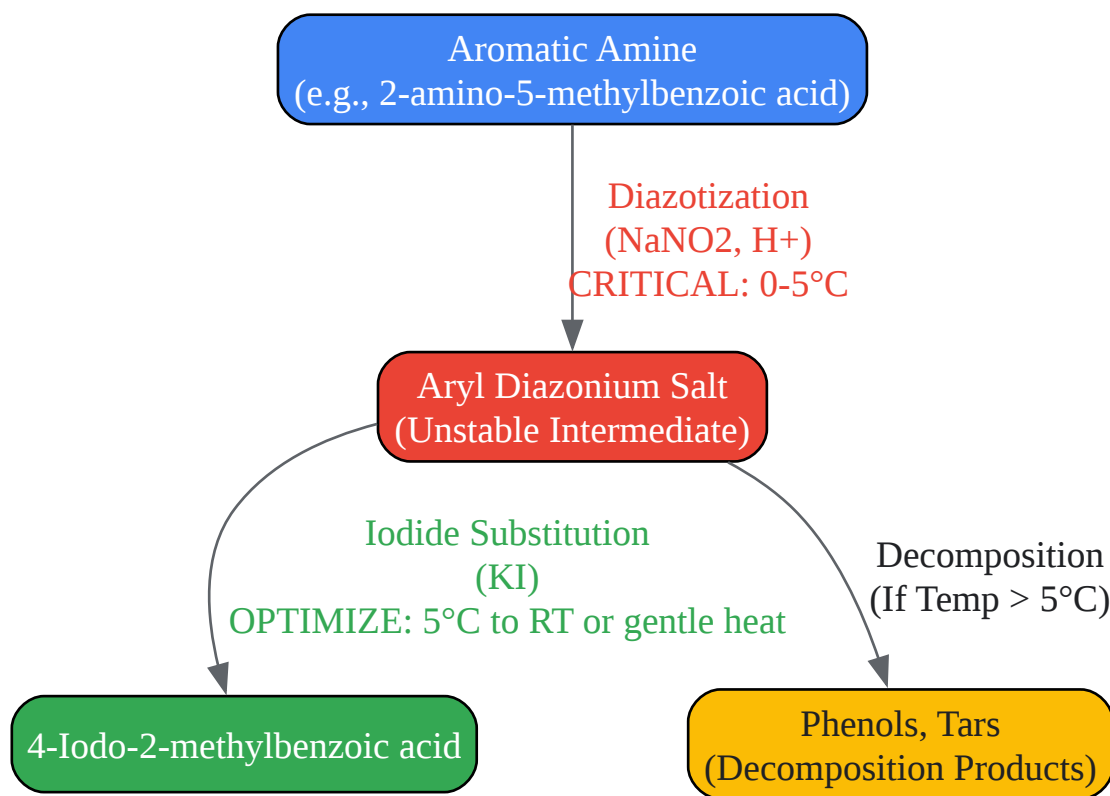 Aromatic Amine
(e.g., 2-amino-5-methylbenzoic acid)
Diazotization
(NaNO2, H+)
CRITICAL: 0-5°C
Aryl Diazonium Salt
(Unstable Intermediate)
Iodide Substitution
(KI)
OPTIMIZE: 5°C to RT or gentle heat
Decomposition
(If Temp > 5°C)
4-Iodo-2-methylbenzoic acid
Phenols, Tars
(Decomposition Products)